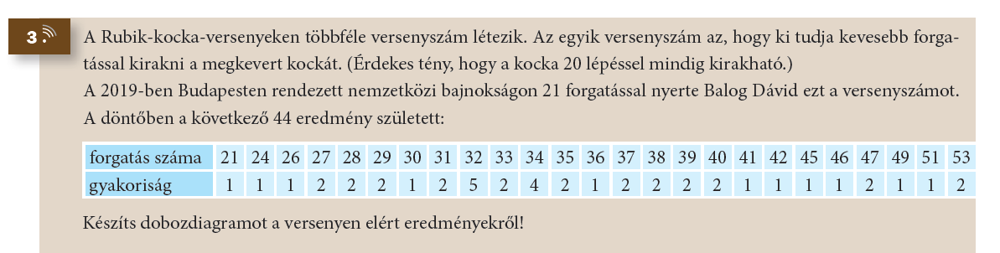 3.
A Rubik-kocka-versenyeken többféle versenyszám létezik. Az egyik versenyszám az, hogy ki tudja kevesebb forga-
tással kirakni a megkevert kockát. (Érdekes tény, hogy a kocka 20 lépéssel mindig kirakható.)
A 2019-ben Budapesten rendezett nemzetközi bajnokságon 21 forgatással nyerte Balog Dávid ezt a versenyszámot.
A döntőben a következő 44 eredmény született:
forgatás száma 21 24 26 27 28 29 30 31 32 33 34 35 36 37 38 39 40 41 42 45 46 47 49 51 53
gyakoriság 1 1 1 2 2 2 1 2 5 2 4 2 1 2 2 2 2 1 1 1 1 2 1 1 2
Készíts dobozdiagramot a versenyen elért eredményekről!